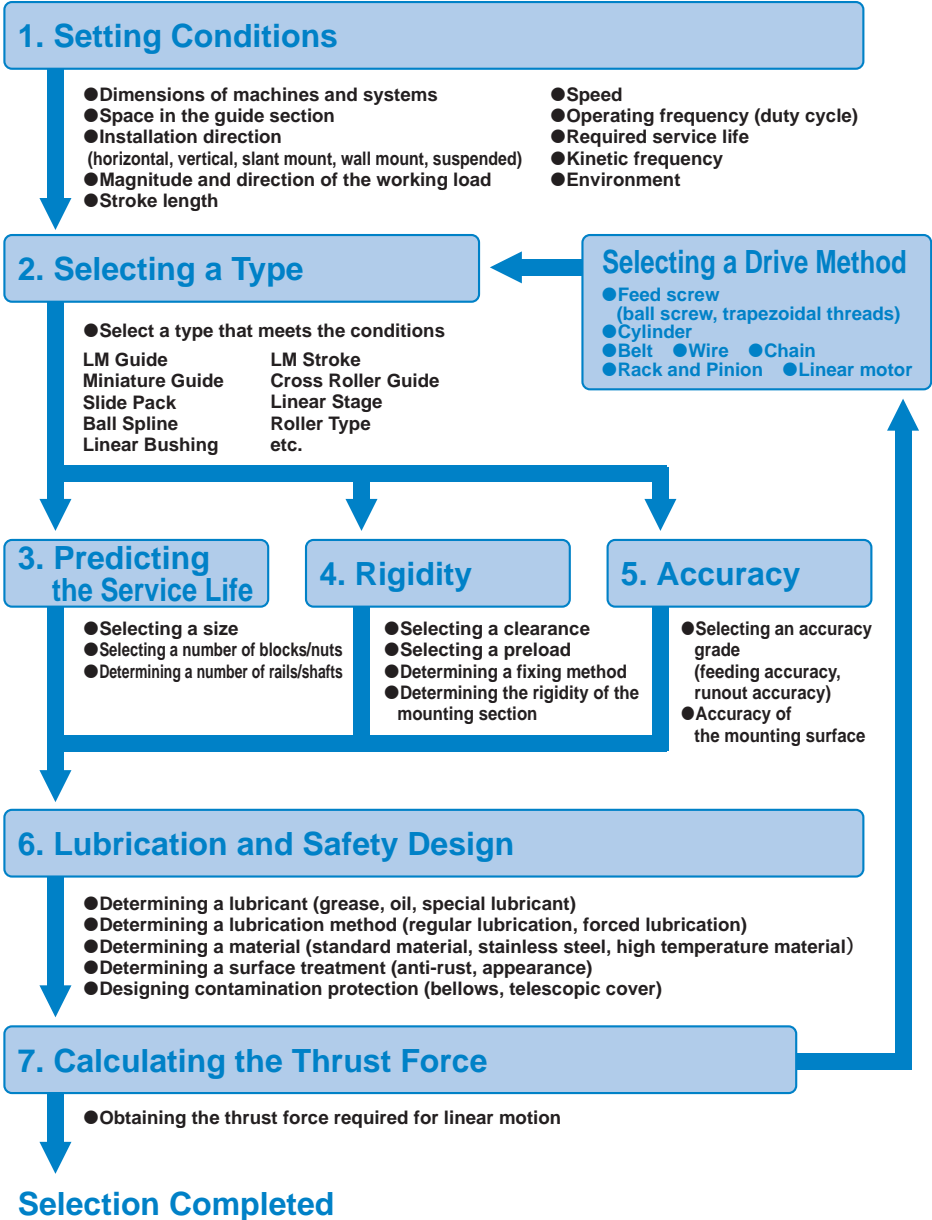 1. Setting Conditions
●Dimensions of machines and systems
●Space in the guide section
●Installation direction
(horizontal, vertical, slant mount, wall mount, suspended)
●Magnitude and direction of the working load
●Stroke length
●Speed
●Operating frequency (duty cycle)
●Required service life
●Kinetic frequency
●Environment
2. Selecting a Type
●Select a type that meets the conditions
LM Guide
Miniature Guide
Slide Pack
Ball Spline
Linear Bushing
LM Stroke
Cross Roller Guide
Linear Stage
Roller Type
etc.
Selecting a Drive Method
●Feed screw
(ball screw, trapezoidal threads)
●Cylinder
●Belt ●Wire ●Chain
●Rack and Pinion ●Linear motor
3. Predicting
the Service Life
●Selecting a size
●Selecting a number of blocks/nuts
●Determining a number of rails/shafts
4. Rigidity
●Selecting a clearance
●Selecting a preload
●Determining a fixing method
●Determining the rigidity of the
mounting section
5. Accuracy
●Selecting an accuracy
grade
(feeding accuracy,
runout accuracy)
●Accuracy of
the mounting surface
6. Lubrication and Safety Design
●Determining a lubricant (grease, oil, special lubricant)
●Determining a lubrication method (regular lubrication, forced lubrication)
●Determining a material (standard material, stainless steel, high temperature material）
●Determining a surface treatment (anti-rust, appearance)
●Designing contamination protection (bellows, telescopic cover)
7. Calculating the Thrust Force
●Obtaining the thrust force required for linear motion
Selection Completed